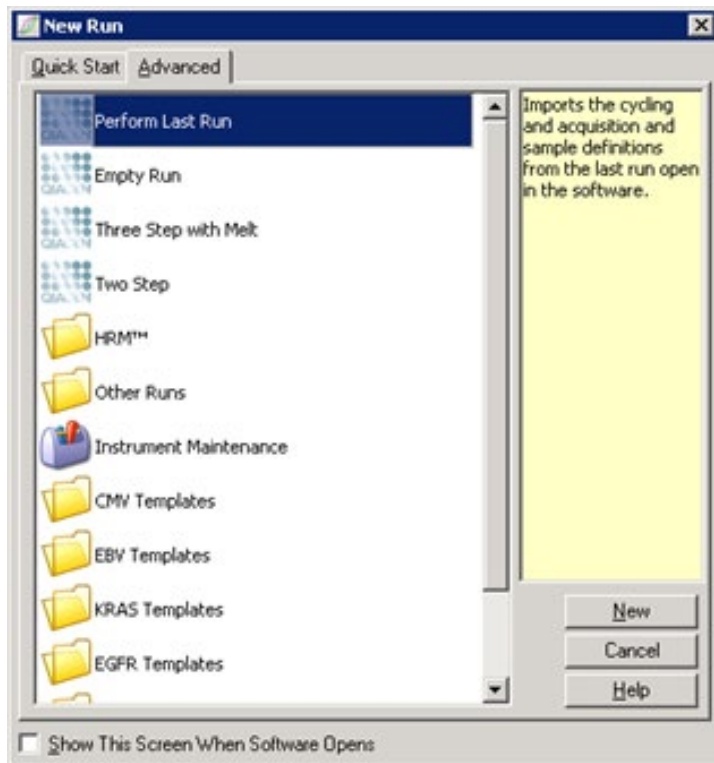 New Run
Quick Start Advanced
Perform Last Run
Empty Run
Three Step with Melt
Two Step
HRM™
Other Runs
Instrument Maintenance
CMV Templates
EBV Templates
KRAS Templates
EGFR Templates
Imports the cycling
and acquisition and
sample definitions
from the last run open
in the software.
New
Cancel
Help
Show This Screen When Software Opens